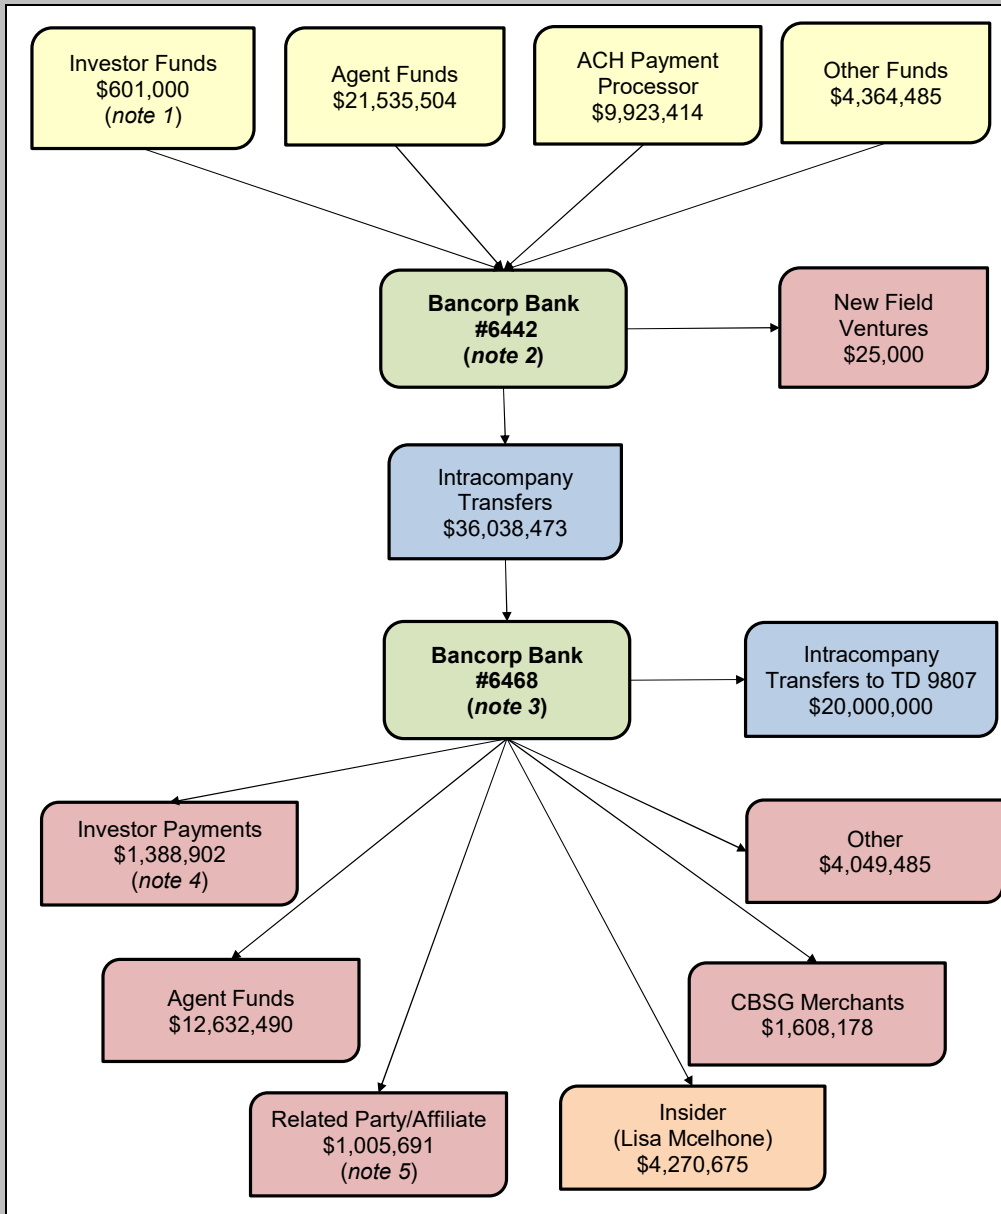 Investor Funds
$601,000
(note 1)
Agent Funds
$21,535,504
ACH Payment
Processor
$9,923,414
Other Funds
$4,364,485
Bancorp Bank
#6442
(note 2)
New Field
Ventures
$25,000
Intracompany
Transfers
$36,038,473
Bancorp Bank
#6468
(note 3)
Intracompany
Transfers to TD 9807
$20,000,000
Investor Payments
$1,388,902
(note 4)
Other
$4,049,485
Agent Funds
$12,632,490
CBSG Merchants
$1,608,178
Related Party/Affiliate
$1,005,691
(note 5)
Insider
(Lisa Mcelhone)
$4,270,675